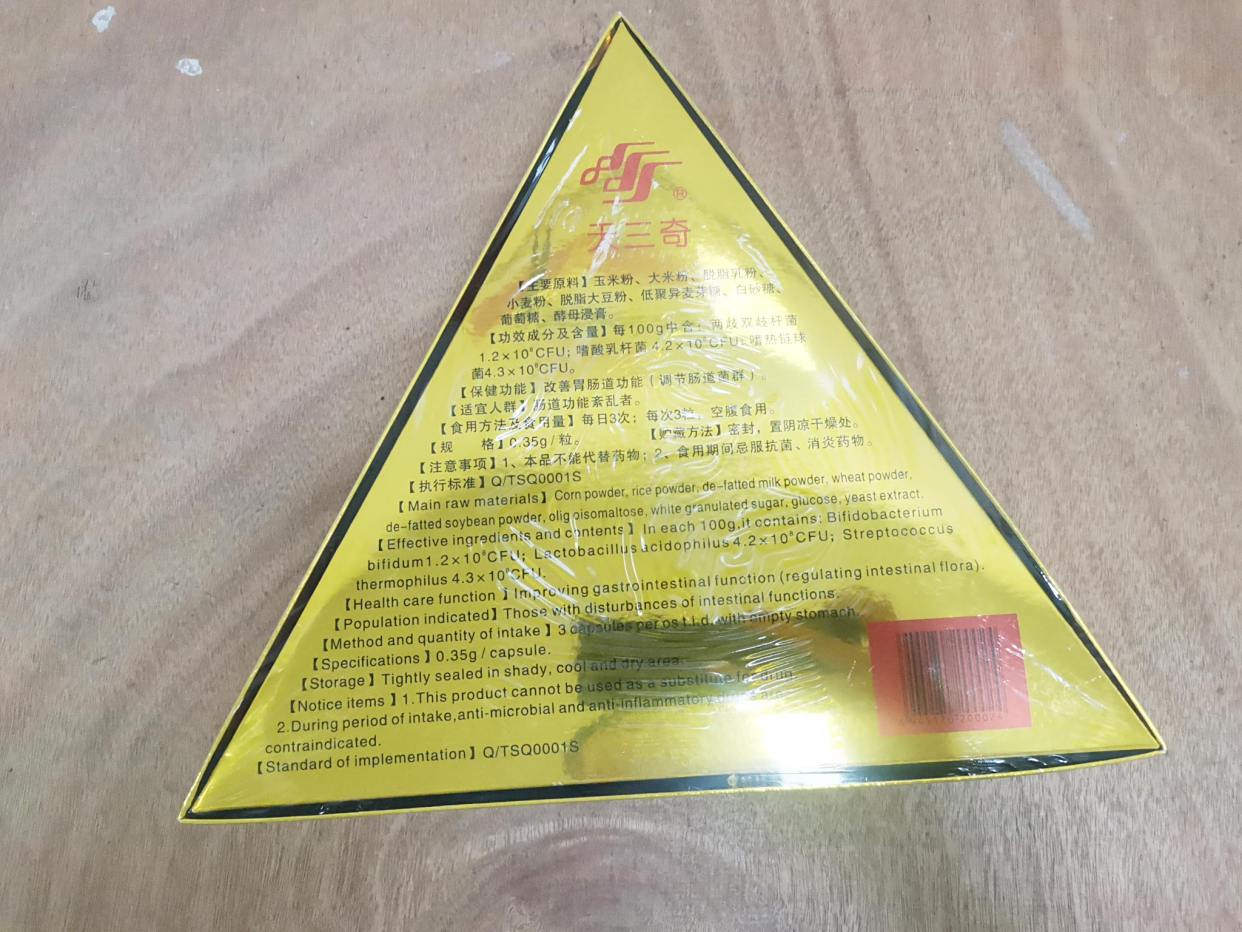 ®
天三奇
【主要原料】玉米粉、大米粉、脱脂乳粉、
小麦粉、脱脂大豆粉、低聚异麦芽糖、白砂糖、
葡萄糖、酵母浸膏。
【功效成分及含量】每100g中含：两歧双歧杆菌
1.2×10⁸CFU；嗜酸乳杆菌4.2×10⁸CFU；嗜热链球
菌4.3×10⁸CFU。
【保健功能】改善胃肠道功能（调节肠道菌群）。
【适宜人群】肠道功能紊乱者。
【食用方法及食用量】每日3次；每次3粒，空腹食用。
【规 格】0.35g/粒。 【贮藏方法】密封，置阴凉干燥处。
【注意事项】1、本品不能代替药物；2、食用期间忌服抗菌、消炎药物。
【执行标准】Q/TSQ0001S
【Main raw materials】Corn powder, rice powder, de-fatted milk powder, wheat powder,
de-fatted soybean powder, olig oisomaltose, white granulated sugar, glucose, yeast extract.
【Effective ingredients and contents】In each 100g,it contains: Bifidobacterium
bifidum1.2×10⁸CFU; Lactobacillus acidophilus4.2×10⁸CFU; Streptococcus
thermophilus 4.3×10⁸CFU.
【Health care function】Improving gastrointestinal function (regulating intestinal flora).
【Population indicated】Those with disturbances of intestinal functions.
【Method and quantity of intake】3 capsules per os t.i.d. with empty stomach.
【Specifications】0.35g/capsule.
【Storage】Tightly sealed in shady, cool and dry area.
【Notice items】1.This product cannot be used as a substitute for drug.
2.During period of intake,anti-microbial and anti-inflammatory
contraindicated.
【Standard of implementation】Q/TSQ0001S